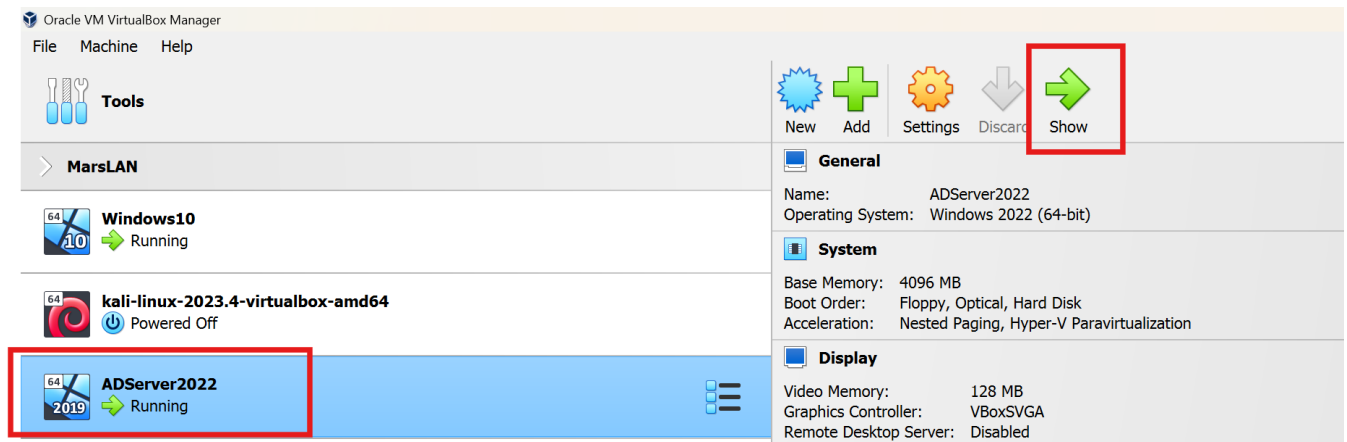 Oracle VM VirtualBox Manager
File Machine Help
Tools
New Add Settings Discard Show
MarsLAN
64 10 Windows10
Running
64 kali-linux-2023.4-virtualbox-amd64
Powered Off
64 2019 ADServer2022
Running
General
Name: ADServer2022
Operating System: Windows 2022 (64-bit)
System
Base Memory: 4096 MB
Boot Order: Floppy, Optical, Hard Disk
Acceleration: Nested Paging, Hyper-V Paravirtualization
Display
Video Memory: 128 MB
Graphics Controller: VBoxSVGA
Remote Desktop Server: Disabled